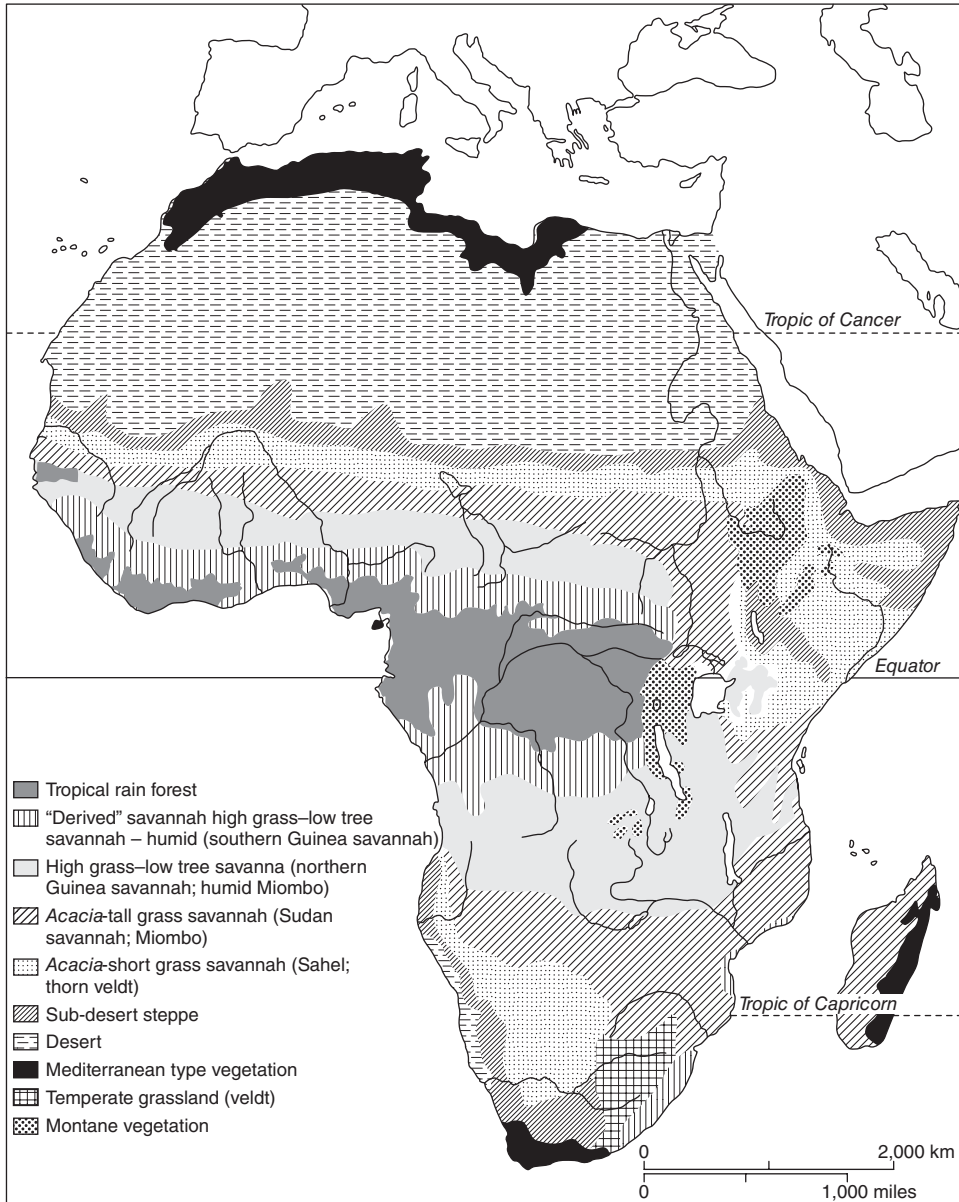 Tropic of Cancer
Equator
Tropical rain forest
“Derived” savannah high grass–low tree
savannah – humid (southern Guinea savannah)
High grass–low tree savanna (northern
Guinea savannah; humid Miombo)
Acacia-tall grass savannah (Sudan
savannah; Miombo)
Acacia-short grass savannah (Sahel;
thorn veldt)
Sub-desert steppe
Desert
Mediterranean type vegetation
Temperate grassland (veldt)
Montane vegetation
Tropic of Capricorn
0 2,000 km
0 1,000 miles